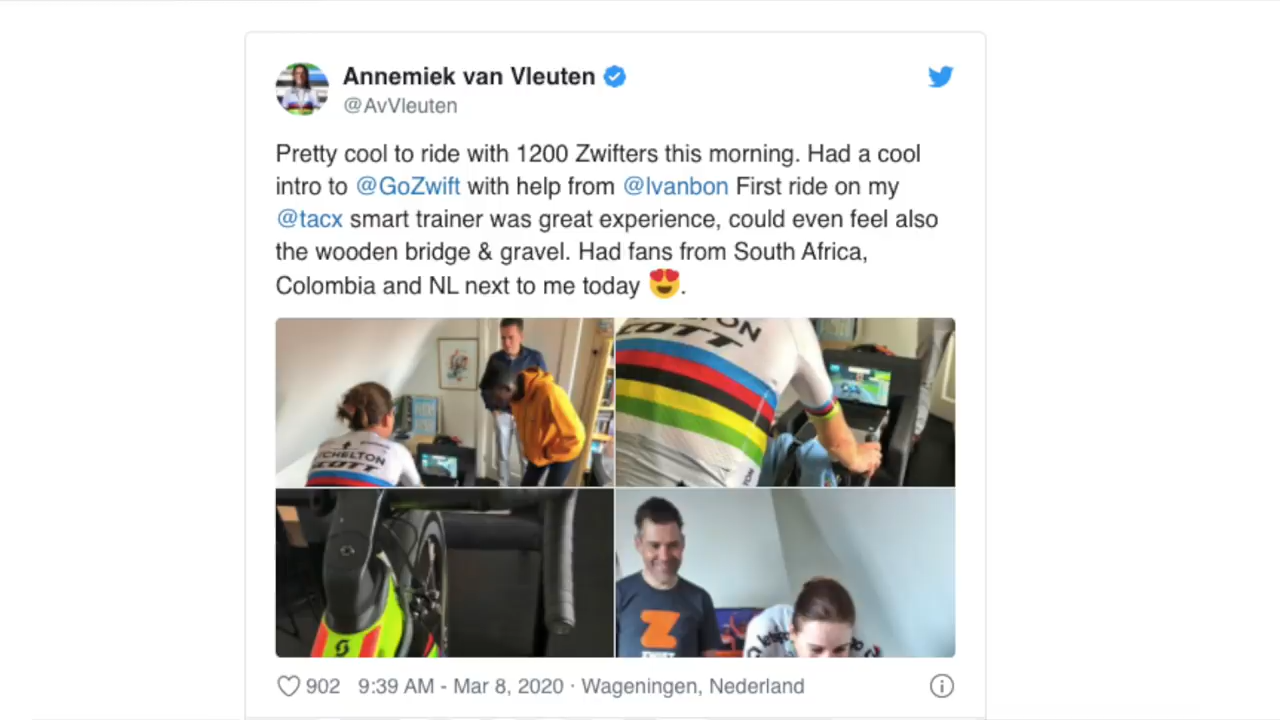 Annemiek van Vleuten
@AvVleuten
Pretty cool to ride with 1200 Zwifters this morning. Had a cool
intro to @GoZwift with help from @Ivanbon First ride on my
@tacx smart trainer was great experience, could even feel also
the wooden bridge & gravel. Had fans from South Africa,
Colombia and NL next to me today 😍.
SCOTT
902 9:39 AM - Mar 8, 2020 · Wageningen, Nederland